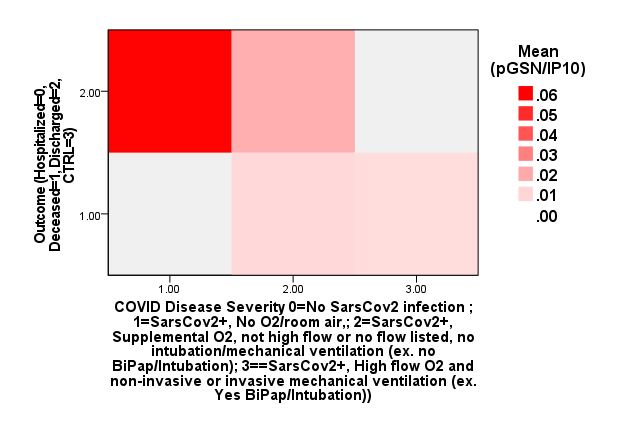 Mean
(pGSN/IP10)
.06
.05
.04
.03
.02
.01
.00
Outcome (Hospitalized=0,
Deceased=1,Discharged=2,
CTRL=3)
2.00
1.00
1.00
2.00
3.00
COVID Disease Severity 0=No SarsCov2 infection ;
1=SarsCov2+, No O2/room air,; 2=SarsCov2+,
Supplemental O2, not high flow or no flow listed, no
intubation/mechanical ventilation (ex. no
BiPap/Intubation); 3==SarsCov2+, High flow O2 and
non-invasive or invasive mechanical ventilation (ex.
Yes BiPap/Intubation))